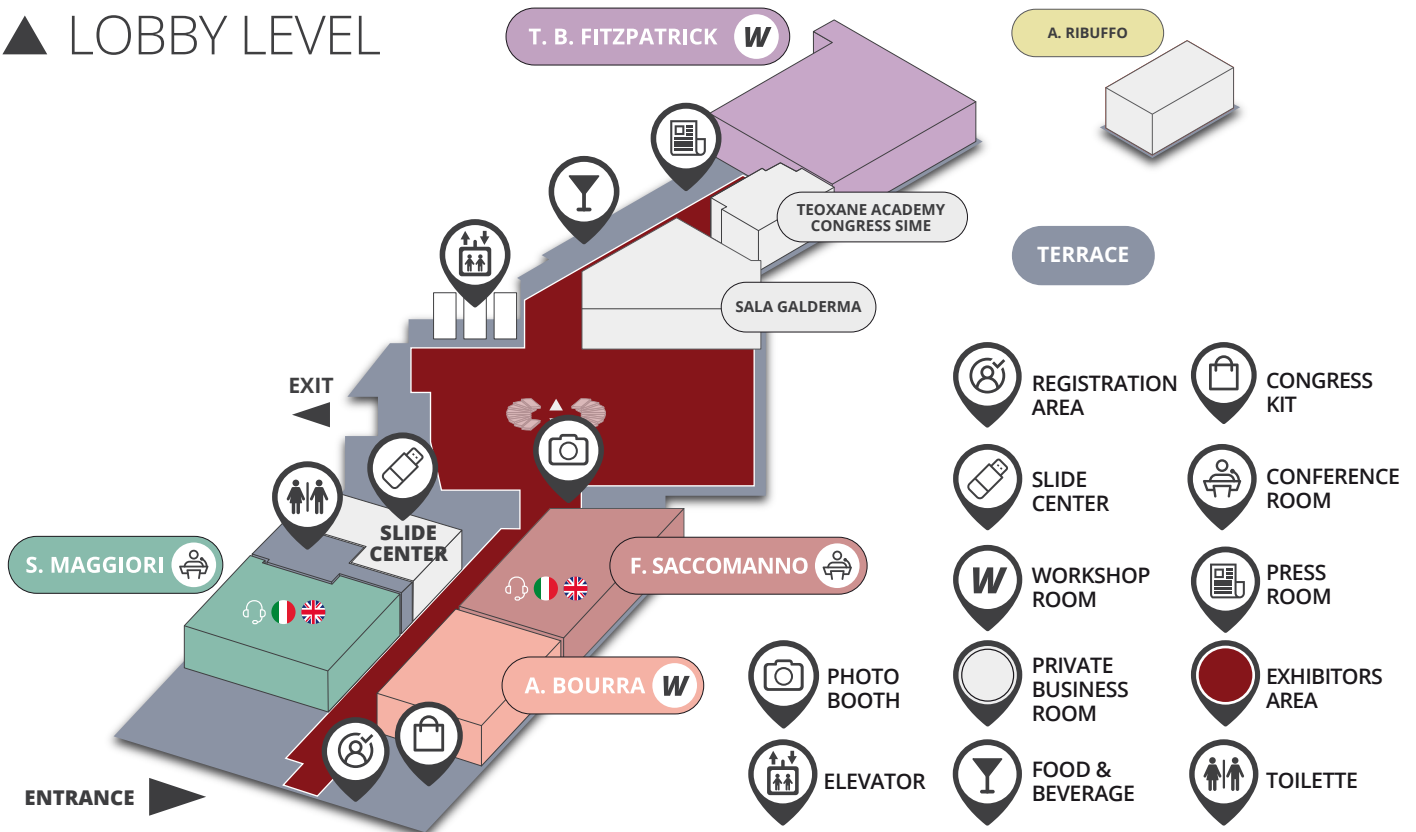 LOBBY LEVEL
T. B. FITZPATRICK W
A. RIBUFFO
TEOXANE ACADEMY
CONGRESS SIME
TERRACE
SALA GALDERMA
EXIT
SLIDE
CENTER
S. MAGGIORI
F. SACCOMANNO
A. BOURRA W
ENTRANCE
REGISTRATION
AREA
CONGRESS
KIT
SLIDE
CENTER
CONFERENCE
ROOM
W
WORKSHOP
ROOM
PRESS
ROOM
PHOTO
BOOTH
PRIVATE
BUSINESS
ROOM
EXHIBITORS
AREA
ELEVATOR
FOOD &
BEVERAGE
TOILETTE